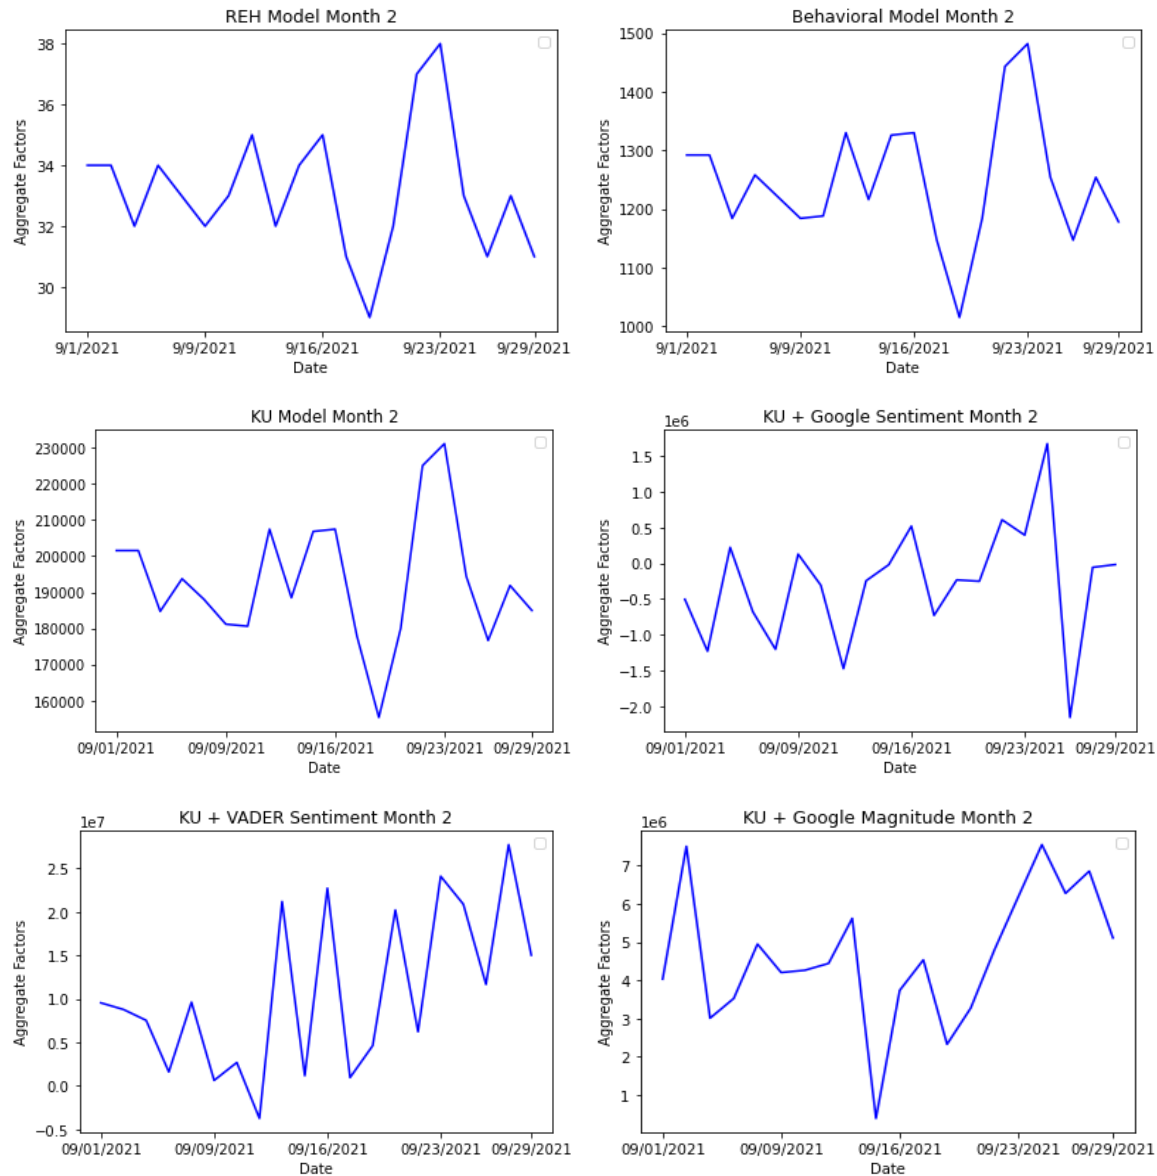 REH Model Month 2
38
36
34
32
30
Aggregate Factors
9/1/2021 9/9/2021 9/16/2021 9/23/2021 9/29/2021
Date
Behavioral Model Month 2
1500
1400
1300
1200
1100
1000
Aggregate Factors
9/1/2021 9/9/2021 9/16/2021 9/23/2021 9/29/2021
Date
KU Model Month 2
230000
220000
210000
200000
190000
180000
170000
160000
Aggregate Factors
09/01/2021 09/09/2021 09/16/2021 09/23/2021 09/29/2021
Date
KU + Google Sentiment Month 2
1e6
1.5
1.0
0.5
0.0
−0.5
−1.0
−1.5
−2.0
Aggregate Factors
09/01/2021 09/09/2021 09/16/2021 09/23/2021 09/29/2021
Date
KU + VADER Sentiment Month 2
1e7
2.5
2.0
1.5
1.0
0.5
0.0
−0.5
Aggregate Factors
09/01/2021 09/09/2021 09/16/2021 09/23/2021 09/29/2021
Date
KU + Google Magnitude Month 2
1e6
7
6
5
4
3
2
1
Aggregate Factors
09/01/2021 09/09/2021 09/16/2021 09/23/2021 09/29/2021
Date